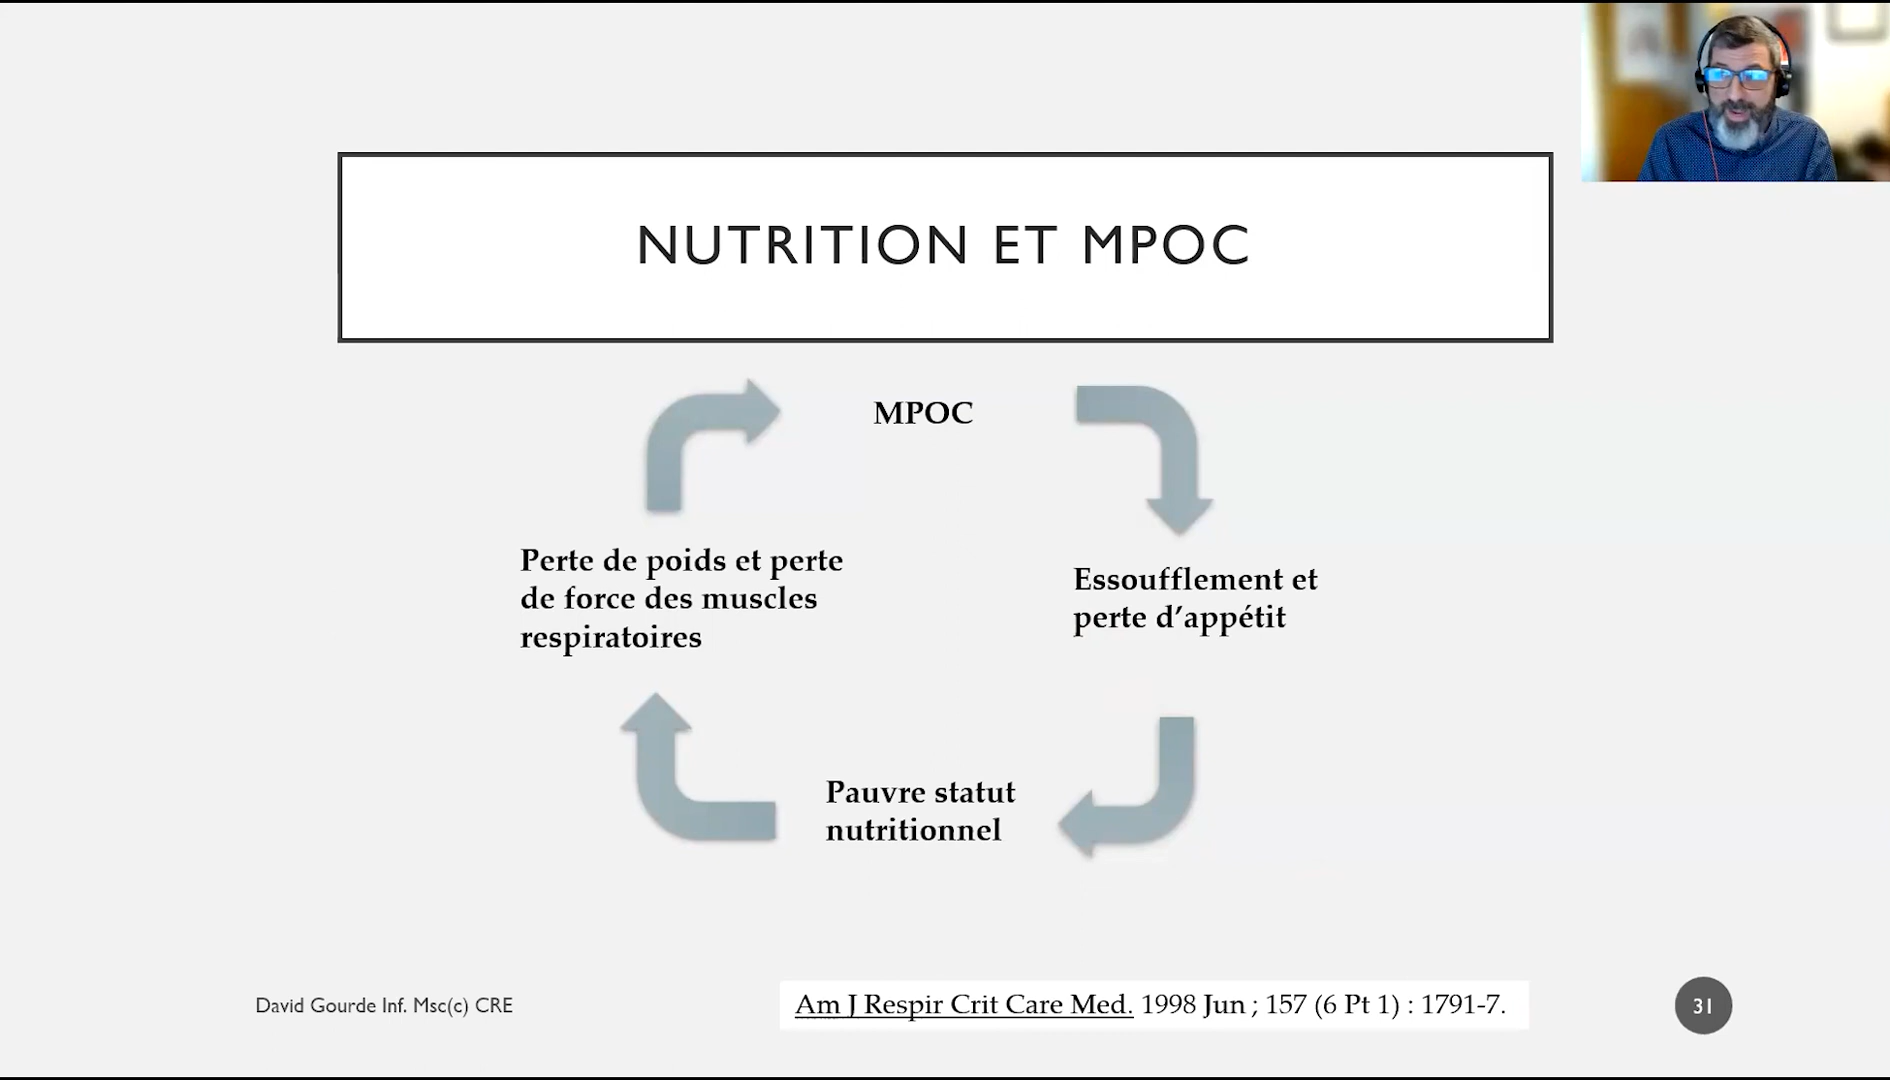 NUTRITION ET MPOC
MPOC
Essoufflement et
perte d’appétit
Pauvre statut
nutritionnel
Perte de poids et perte
de force des muscles
respiratoires
David Gourde Inf. Msc(c) CRE
Am J Respir Crit Care Med. 1998 Jun ; 157 (6 Pt 1) : 1791-7.
31